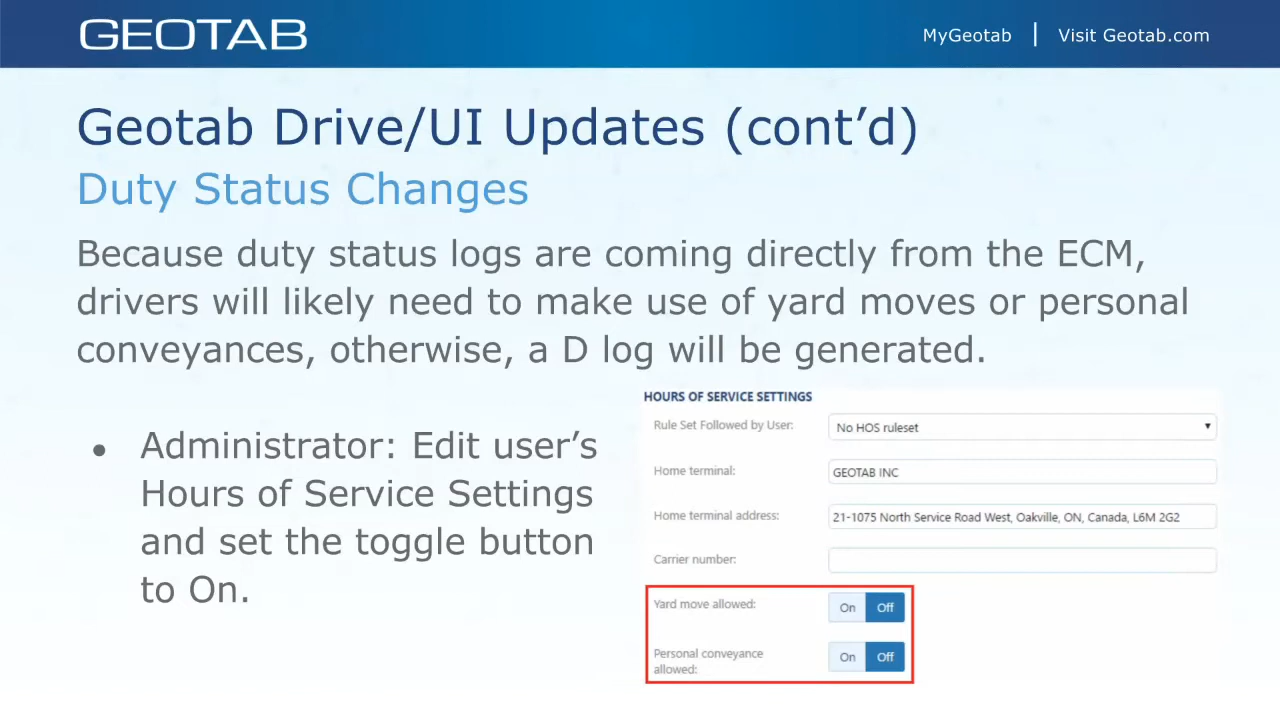 GEOTAB
MyGeotab | Visit Geotab.com
Geotab Drive/UI Updates (cont’d)
Duty Status Changes
Because duty status logs are coming directly from the ECM,
drivers will likely need to make use of yard moves or personal
conveyances, otherwise, a D log will be generated.
● Administrator: Edit user’s
Hours of Service Settings
and set the toggle button
to On.
HOURS OF SERVICE SETTINGS
Rule Set Followed by User: No HOS ruleset
Home terminal: GEOTAB INC
Home terminal address: 21-1075 North Service Road West, Oakville, ON, Canada, L6M 2G2
Carrier number:
Yard move allowed: On Off
Personal conveyance
allowed: On Off